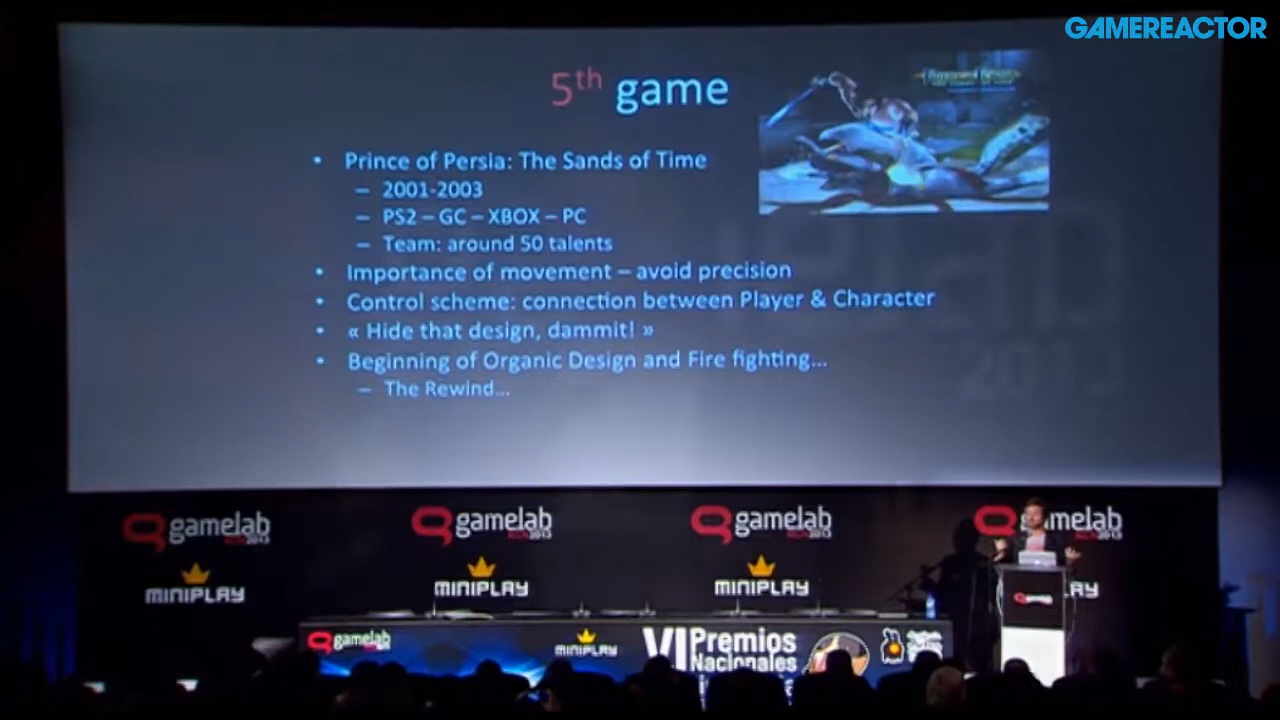 GAMEREACTOR
5th game
• Prince of Persia: The Sands of Time
– 2001-2003
– PS2 – GC – XBOX – PC
– Team: around 50 talents
• Importance of movement – avoid precision
• Control scheme: connection between Player & Character
• « Hide that design, dammit! »
• Beginning of Organic Design and Fire fighting...
– The Rewind...
gamelab
gamelab
gamelab
gamelab
MINIPLAY
MINIPLAY
MINIPLAY
gamelab
MINIPLAY
VI Premios
Nacionales